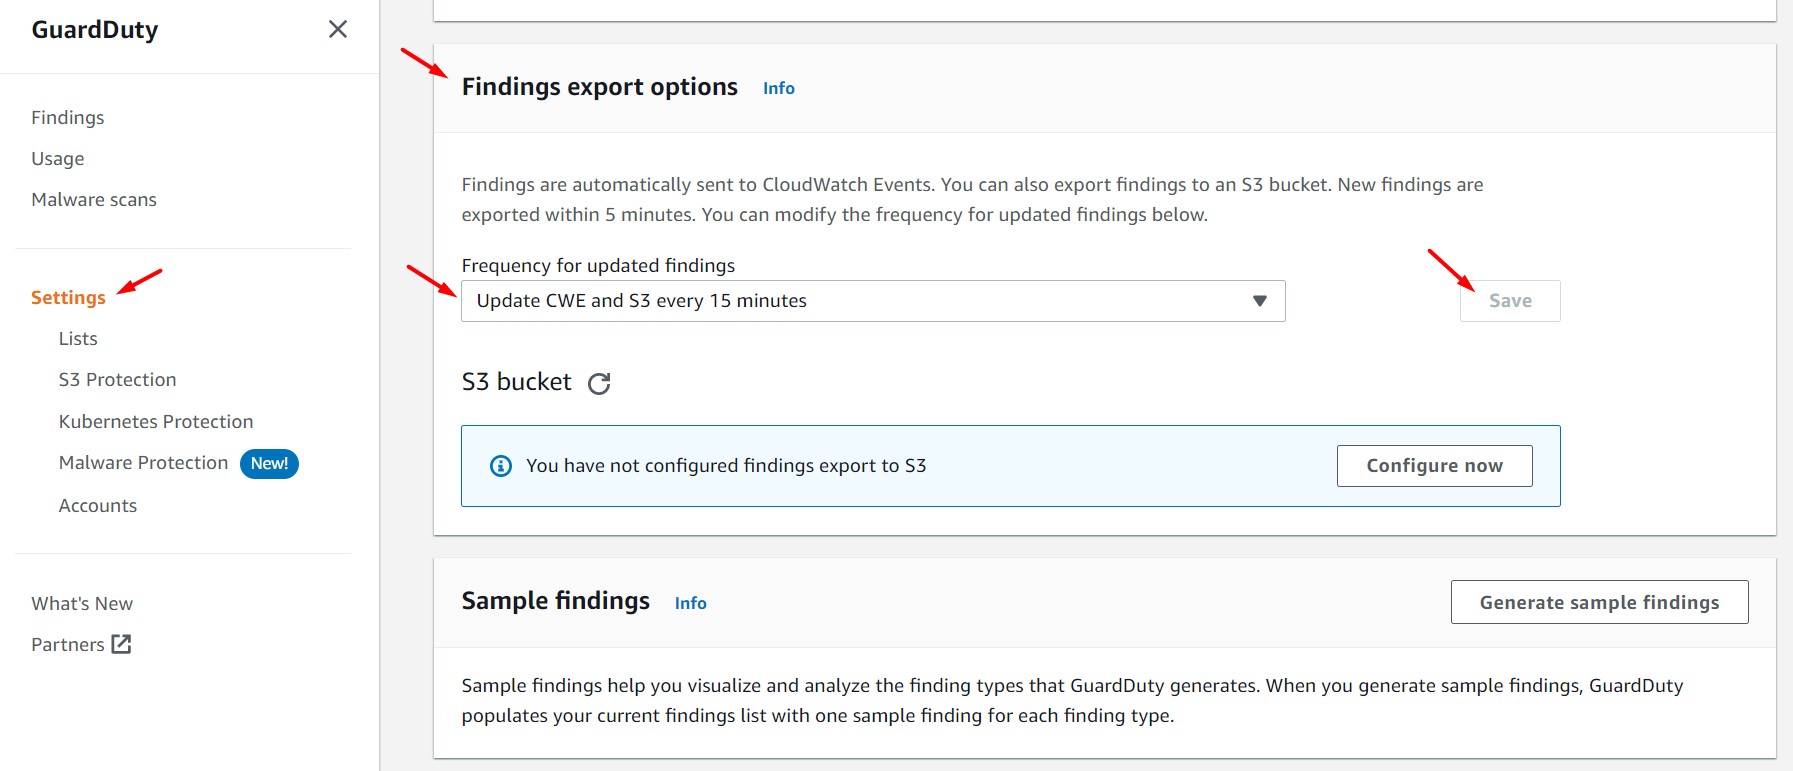 GuardDuty
Findings
Usage
Malware scans
Settings
Lists
S3 Protection
Kubernetes Protection
Malware Protection New!
Accounts
What's New
Partners
Findings export options Info
Findings are automatically sent to CloudWatch Events. You can also export findings to an S3 bucket. New findings are
exported within 5 minutes. You can modify the frequency for updated findings below.
Frequency for updated findings
Update CWE and S3 every 15 minutes
Save
S3 bucket
You have not configured findings export to S3
Configure now
Sample findings Info
Generate sample findings
Sample findings help you visualize and analyze the finding types that GuardDuty generates. When you generate sample findings, GuardDuty
populates your current findings list with one sample finding for each finding type.